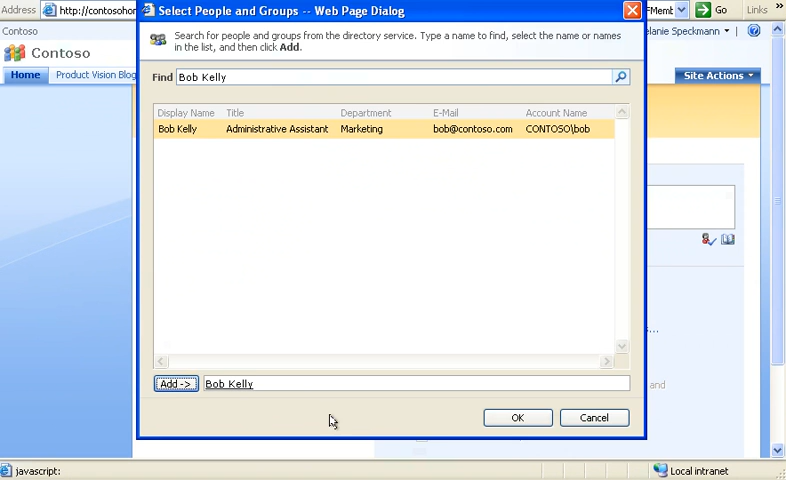 Address http://contosohor
Select People and Groups -- Web Page Dialog
FMemb Go Links »
Contoso
elanie Speckmann
Search for people and groups from the directory service. Type a name to find, select the name or names
in the list, and then click Add.
Contoso
Home Product Vision Blog
Find Bob Kelly
Site Actions
Display Name Title Department E-Mail Account Name
Bob Kelly Administrative Assistant Marketing bob@contoso.com CONTOSO\bob
...
and
Add -> Bob Kelly
OK Cancel
javascript:
Local intranet